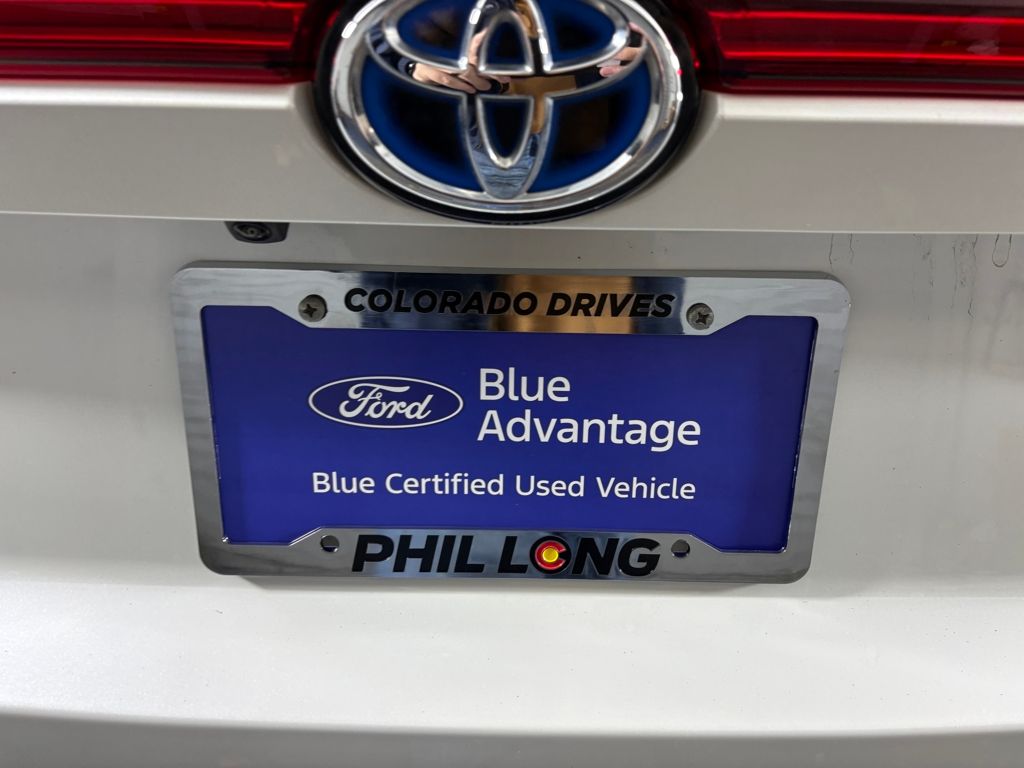 COLORADO DRIVES
Ford
Blue
Advantage
Blue Certified Used Vehicle
PHIL LONG